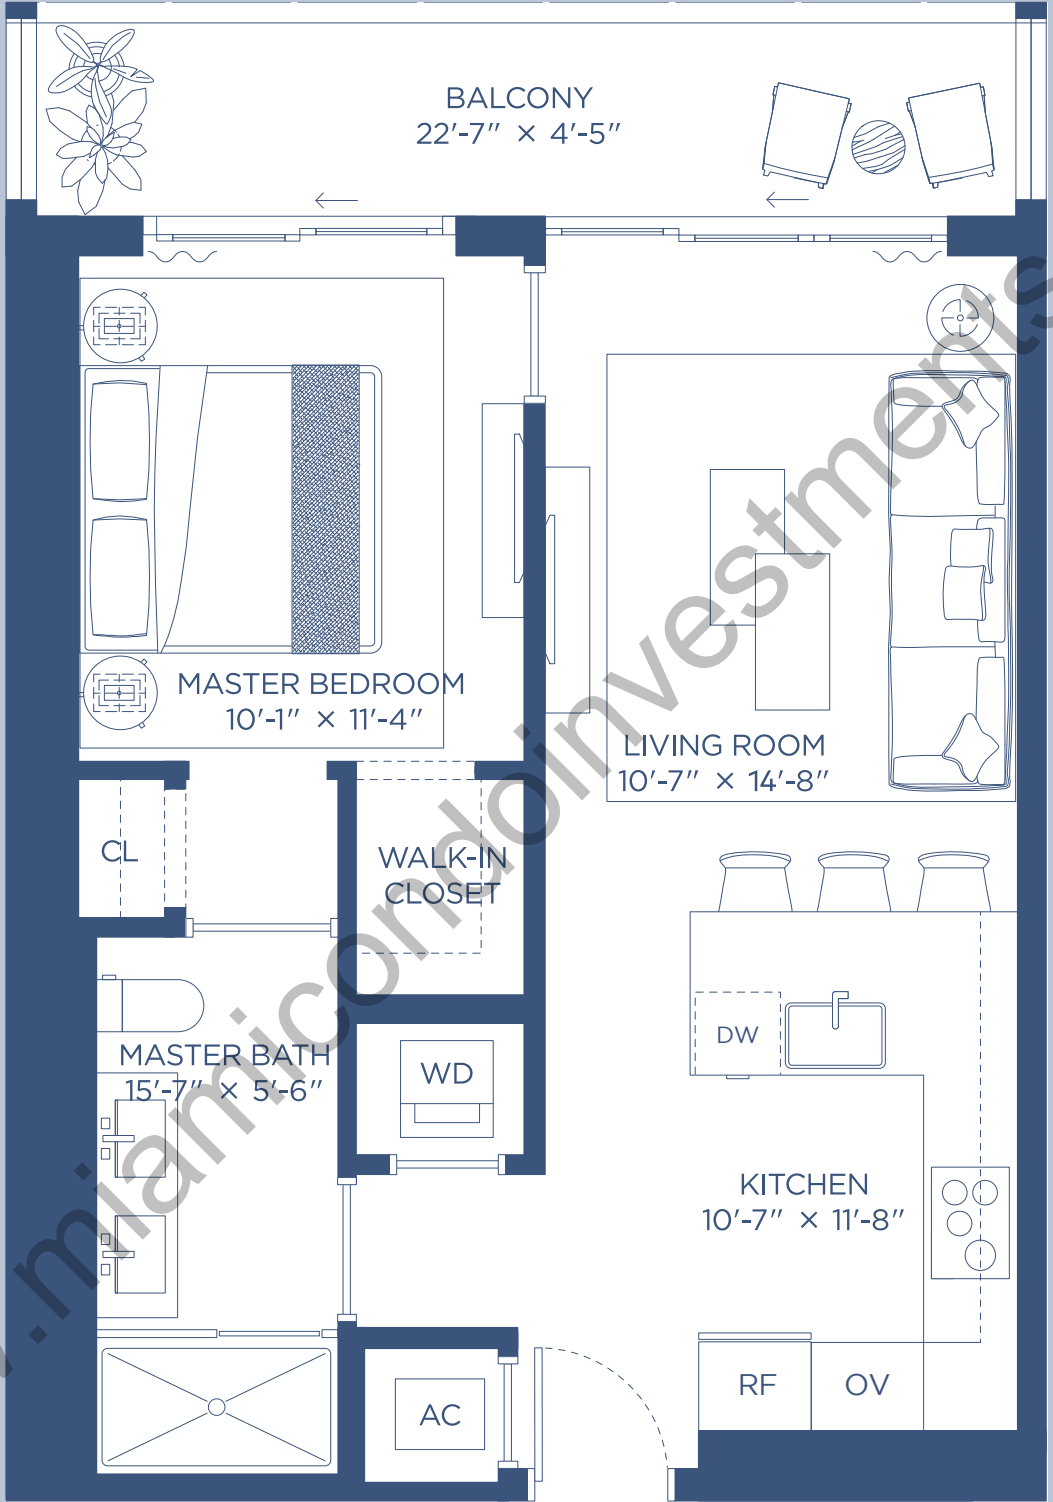 BALCONY
22'-7" × 4'-5"
MASTER BEDROOM
10'-1" × 11'-4"
LIVING ROOM
10'-7" × 14'-8"
CL
WALK-IN
CLOSET
DW
MASTER BATH
15'-7" × 5'-6"
WD
KITCHEN
10'-7" × 11'-8"
RF
OV
AC
.miamicondoinvestments